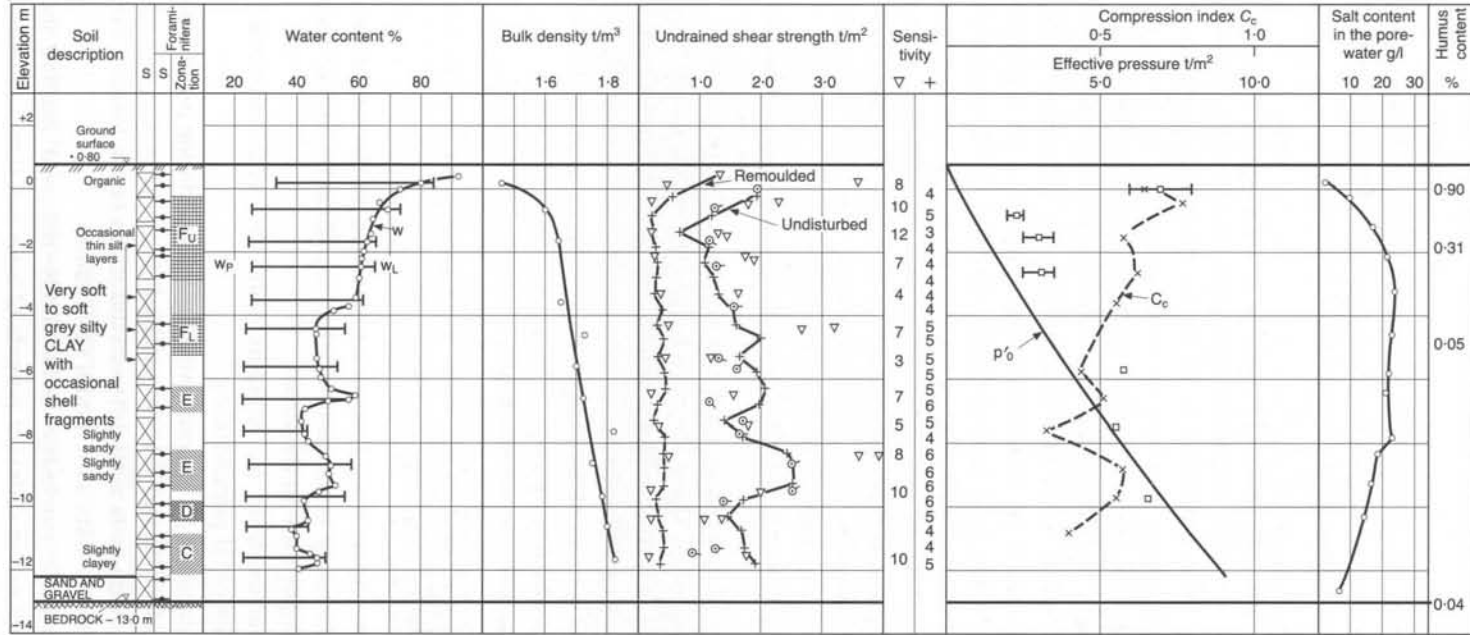 Elevation m
Soil
description
S
S
Forami-
nifera
Zona-
tion
Water content %
20 40 60 80
Bulk density t/m³
1·6 1·8
Undrained shear strength t/m²
1·0 2·0 3·0
Sensi-
tivity
▽ +
Compression index Cc
0·5 0·1
Effective pressure t/m²
5·0 10·0
Salt content
in the pore-
water g/l
10 20 30
Humus
content
%
+2
0
−2
−4
−6
−8
−10
−12
−14
Ground
surface
• 0·80
Organic
Occasional
thin silt
layers
Very soft
to soft
grey silty
CLAY
with
occasional
shell
fragments
Slightly
sandy
Slightly
sandy
Slightly
clayey
SAND AND
GRAVEL
BEDROCK – 13·0 m
FU
FL
E
E
D
C
W
WP
WL
Remoulded
Undisturbed
8
10
12
7
4
7
3
7
5
8
10
10
4
5
3
4
4
4
4
5
5
5
5
6
5
4
6
6
6
5
4
4
5
p′0
Cc
0·90
0·31
0·05
0·04